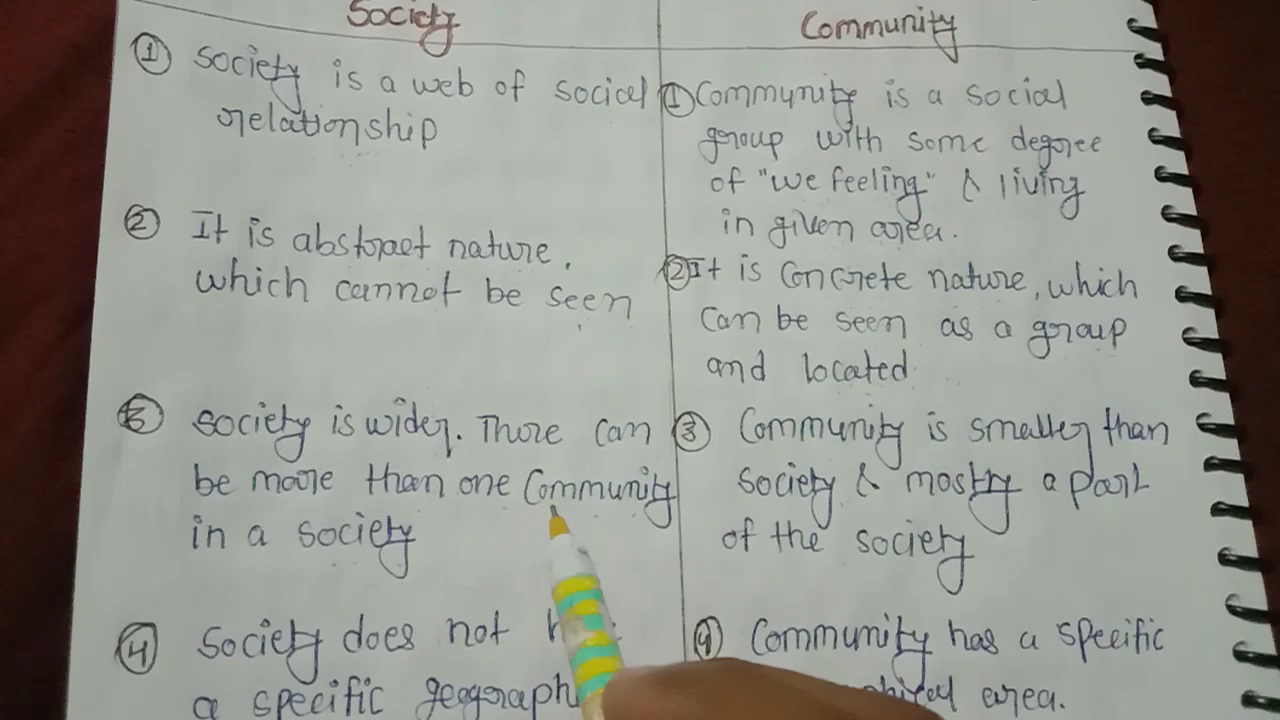 Society
① Society is a web of social
relationship
② It is abstract nature,
which cannot be seen
③ Society is wider. There can
be more than one Community
in a society
④ Society does not
a specific
Community
① Community is a social
group with some degree
of "we feeling" & living
in given area.
② It is concrete nature, which
can be seen as a group
and located.
③ Community is smaller than
society & mostly a part
of the society
④ Community has a specific
area.